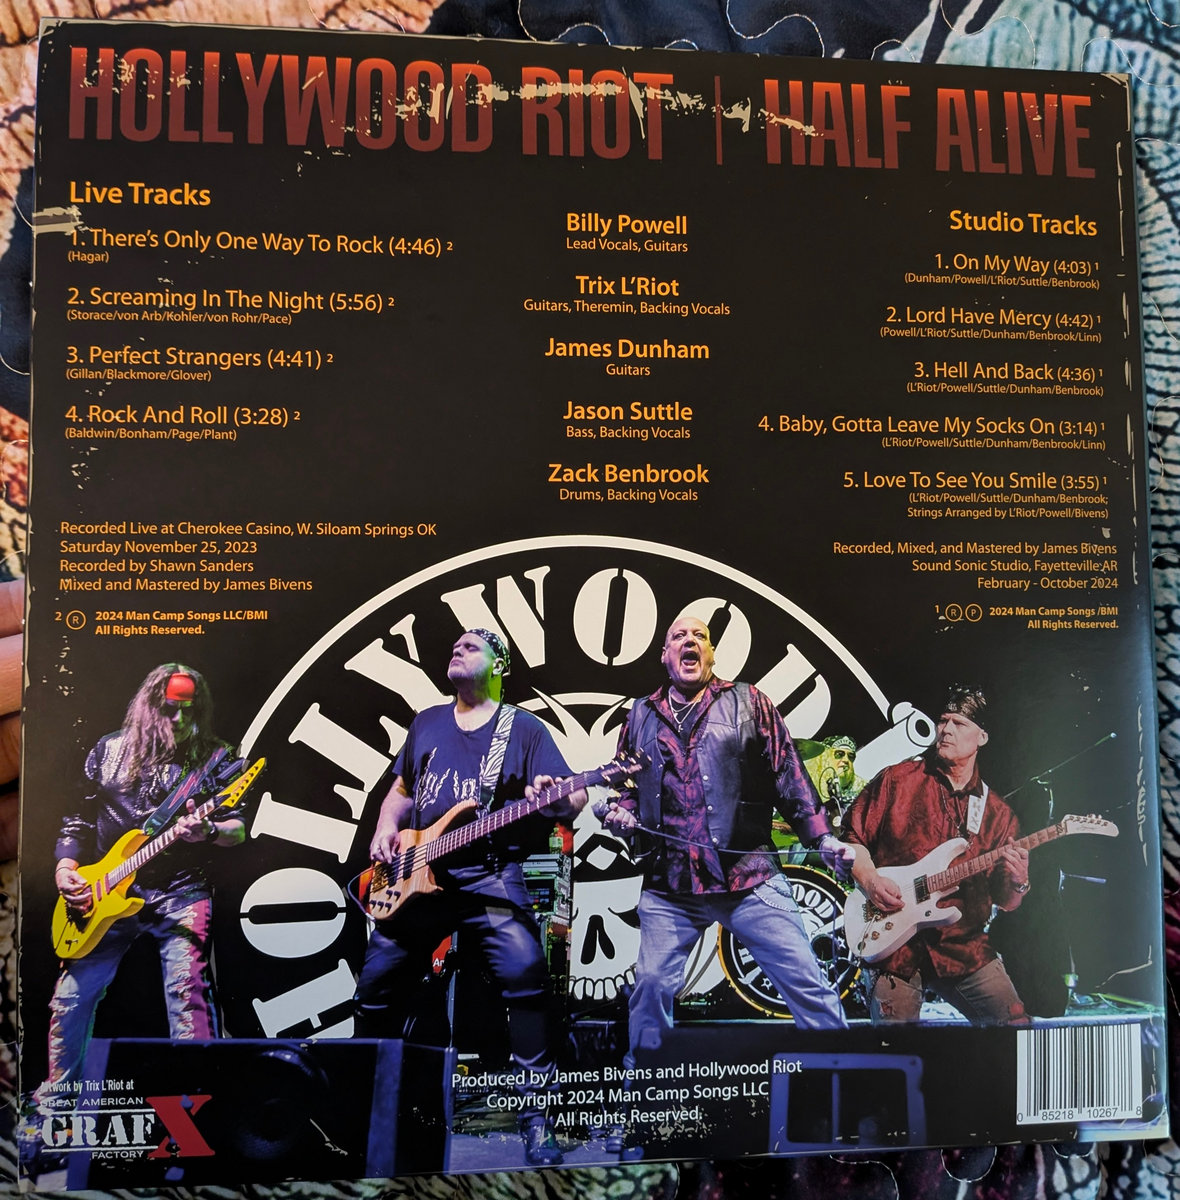 HOLLYWOOD RIOT | HALF ALIVE
Live Tracks
1. There's Only One Way To Rock (4:46) 2
(Hagar)
2. Screaming In The Night (5:56) 2
(Storace/von Arb/Kohler/von Rohr/Pace)
3. Perfect Strangers (4:41) 2
(Gillan/Blackmore/Glover)
4. Rock And Roll (3:28) 2
(Baldwin/Bonham/Page/Plant)
Recorded Live at Cherokee Casino, W. Siloam Springs OK
Saturday November 25, 2023
Recorded by Shawn Sanders
Mixed and Mastered by James Bivens
2 Ⓡ 2024 Man Camp Songs LLC/BMI
All Rights Reserved.
Billy Powell
Lead Vocals, Guitars
Trix L'Riot
Guitars, Theremin, Backing Vocals
James Dunham
Guitars
Jason Suttle
Bass, Backing Vocals
Zack Benbrook
Drums, Backing Vocals
Studio Tracks
1. On My Way (4:03) 1
(Dunham/Powell/L'Riot/Suttle/Benbrook)
2. Lord Have Mercy (4:42) 1
(Powell/L'Riot/Suttle/Dunham/Benbrook/Linn)
3. Hell And Back (4:36) 1
(L'Riot/Powell/Suttle/Dunham/Benbrook)
4. Baby, Gotta Leave My Socks On (3:14) 1
(L'Riot/Powell/Suttle/Dunham/Benbrook/Linn)
5. Love To See You Smile (3:55) 1
(L'Riot/Powell/Suttle/Dunham/Benbrook;
Strings Arranged by L'Riot/Powell/Bivens)
Recorded, Mixed, and Mastered by James Bivens
Sound Sonic Studio, Fayetteville, AR
February - October 2024
1 Ⓡ Ⓟ 2024 Man Camp Songs /BMI
All Rights Reserved.
HOLLYWOOD
Produced by James Bivens and Hollywood Riot
Copyright 2024 Man Camp Songs LLC
All Rights Reserved.
Artwork by Trix L'Riot at
GREAT AMERICAN
GRAFX
FACTORY
0 85218 10267 8